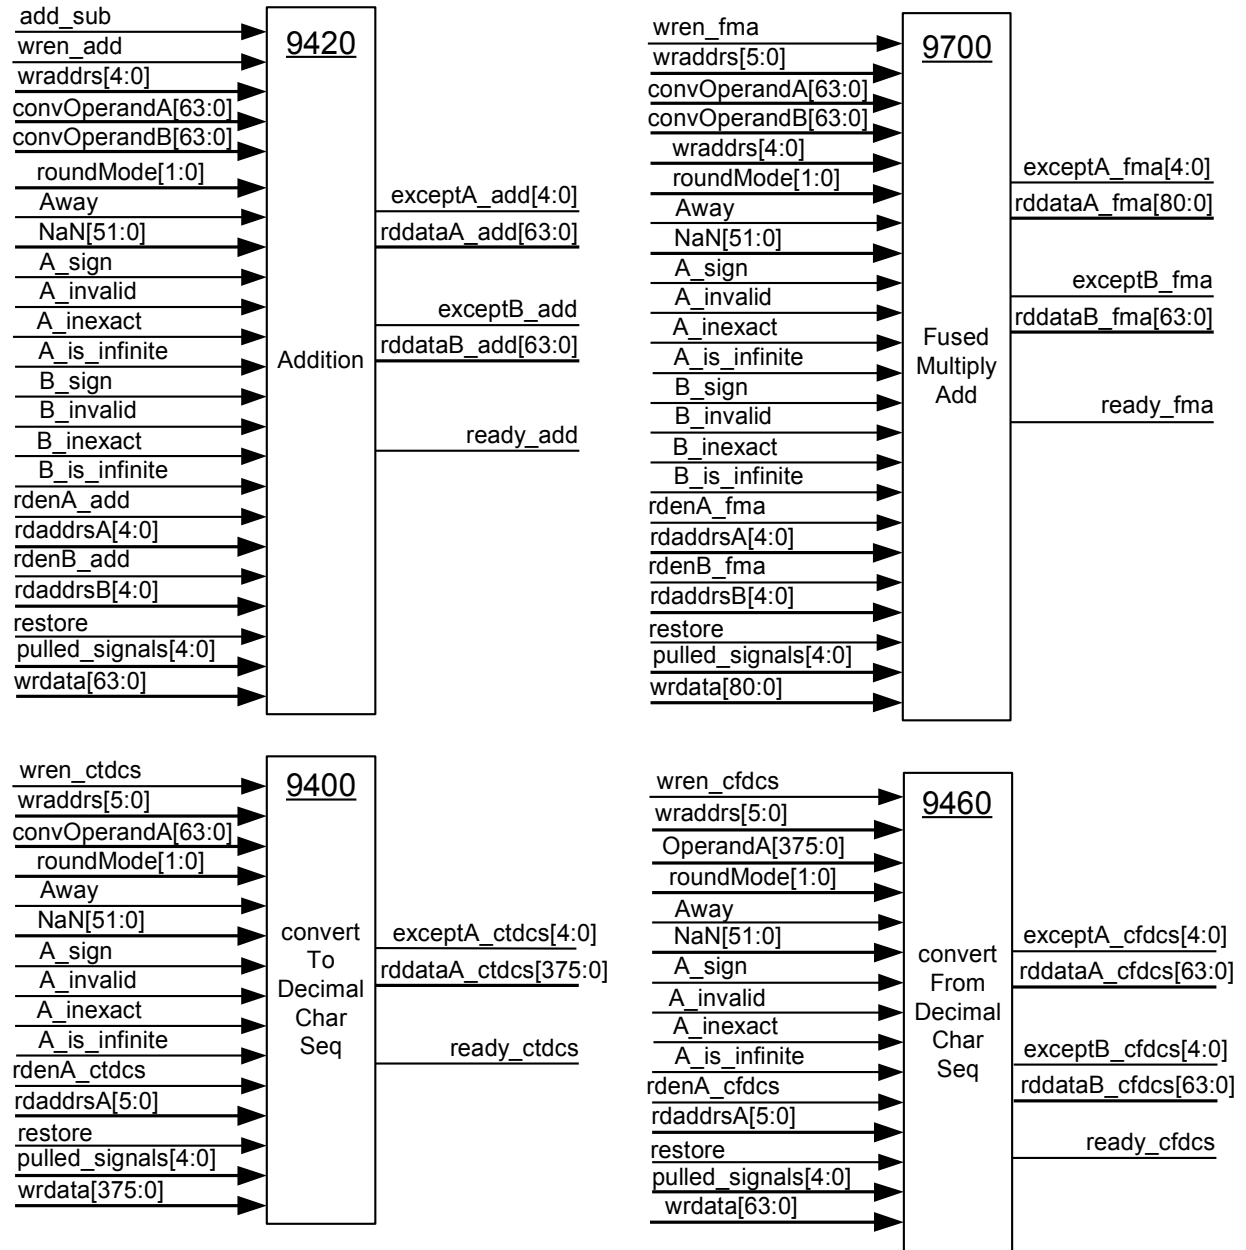 add_sub
wren_add
wraddrs[4:0]
convOperandA[63:0]
convOperandB[63:0]
roundMode[1:0]
Away
NaN[51:0]
A_sign
A_invalid
A_inexact
A_is_infinite
B_sign
B_invalid
B_inexact
B_is_infinite
rdenA_add
rdaddrsA[4:0]
rdenB_add
rdaddrsB[4:0]
restore
pulled_signals[4:0]
wrdata[63:0]
9420
Addition
exceptA_add[4:0]
rddataA_add[63:0]
exceptB_add
rddataB_add[63:0]
ready_add
wren_fma
wraddrs[5:0]
convOperandA[63:0]
convOperandB[63:0]
wraddrs[4:0]
roundMode[1:0]
Away
NaN[51:0]
A_sign
A_invalid
A_inexact
A_is_infinite
B_sign
B_invalid
B_inexact
B_is_infinite
rdenA_fma
rdaddrsA[4:0]
rdenB_fma
rdaddrsB[4:0]
restore
pulled_signals[4:0]
wrdata[80:0]
9700
Fused
Multiply
Add
exceptA_fma[4:0]
rddataA_fma[80:0]
exceptB_fma
rddataB_fma[63:0]
ready_fma
wren_ctdcs
wraddrs[5:0]
convOperandA[63:0]
roundMode[1:0]
Away
NaN[51:0]
A_sign
A_invalid
A_inexact
A_is_infinite
rdenA_ctdcs
rdaddrsA[5:0]
restore
pulled_signals[4:0]
wrdata[375:0]
9400
convert
To
Decimal
Char
Seq
exceptA_ctdcs[4:0]
rddataA_ctdcs[375:0]
ready_ctdcs
wren_cfdcs
wraddrs[5:0]
OperandA[375:0]
roundMode[1:0]
Away
NaN[51:0]
A_sign
A_invalid
A_inexact
A_is_infinite
rdenA_cfdcs
rdaddrsA[5:0]
restore
pulled_signals[4:0]
wrdata[63:0]
9460
convert
From
Decimal
Char
Seq
exceptA_cfdcs[4:0]
rddataA_cfdcs[63:0]
exceptB_cfdcs[4:0]
rddataB_cfdcs[63:0]
ready_cfdcs